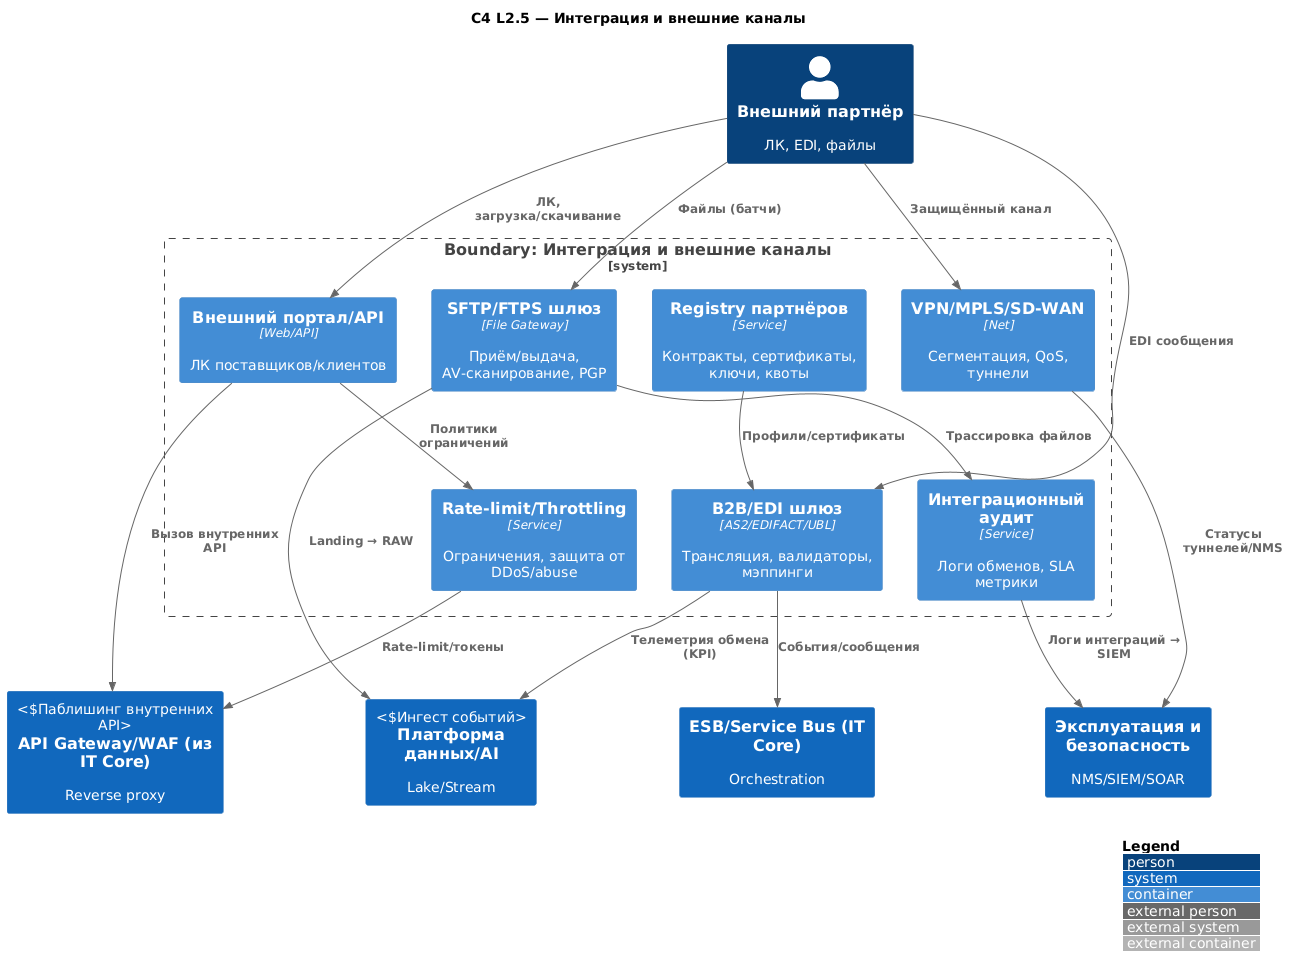 C4 L2.5 — Интеграция и внешние каналы
Внешний партнёр
ЛК, EDI, файлы
ЛК,
загрузка/скачивание
Файлы (батчи)
Защищённый канал
Boundary: Интеграция и внешние каналы
[system]
Внешний портал/API
[Web/API]
ЛК поставщиков/клиентов
SFTP/FTPS шлюз
[File Gateway]
Приём/выдача,
AV-сканирование, PGP
Registry партнёров
[Service]
Контракты, сертификаты,
ключи, квоты
VPN/MPLS/SD-WAN
[Net]
Сегментация, QoS,
туннели
EDI сообщения
Политики
ограничений
Профили/сертификаты
Трассировка файлов
Вызов внутренних
API
Landing → RAW
Rate-limit/Throttling
[Service]
Ограничения, защита от
DDoS/abuse
B2B/EDI шлюз
[AS2/EDIFACT/UBL]
Трансляция, валидаторы,
мэппинги
Интеграционный
аудит
[Service]
Логи обменов, SLA
метрики
Статусы
туннелей/NMS
Rate-limit/токены
Телеметрия обмена
(KPI)
События/сообщения
Логи интеграций →
SIEM
<$Паблишинг внутренних
API>
API Gateway/WAF (из
IT Core)
Reverse proxy
<$Ингест событий>
Платформа
данных/AI
Lake/Stream
ESB/Service Bus (IT
Core)
Orchestration
Эксплуатация и
безопасность
NMS/SIEM/SOAR
Legend
person
system
container
external person
external system
external container